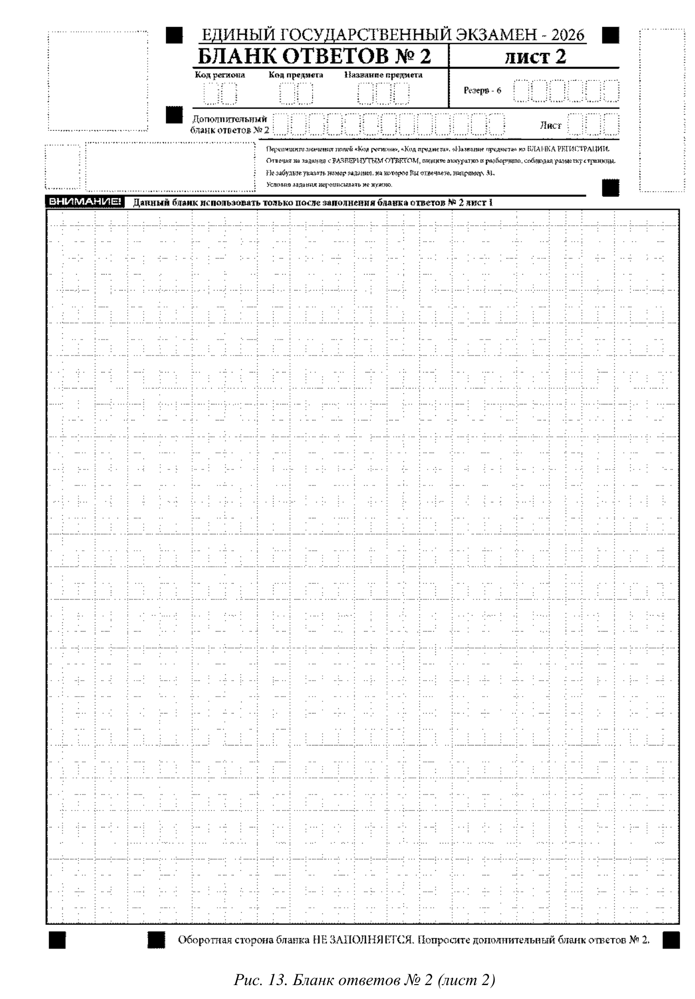 ЕДИНЫЙ ГОСУДАРСТВЕННЫЙ ЭКЗАМЕН - 2026
БЛАНК ОТВЕТОВ № 2
лист 2
Код региона
Код предмета
Название предмета
Резерв - 6
Дополнительный
бланк ответов № 2
Лист
Перепишите значения полей «Код региона», «Код предмета», «Название предмета» из БЛАНКА РЕГИСТРАЦИИ.
Отвечая на задания с РАЗВЕРНУТЫМ ОТВЕТОМ, пишите аккуратно и разборчиво, соблюдая разметку страницы.
Не забудьте указать номер задания, на которое Вы отвечаете, например, 31.
Условия задания переписывать не нужно.
ВНИМАНИЕ! Данный бланк использовать только после заполнения бланка ответов № 2 лист 1
Оборотная сторона бланка НЕ ЗАПОЛНЯЕТСЯ. Попросите дополнительный бланк ответов № 2.
Рис. 13. Бланк ответов № 2 (лист 2)